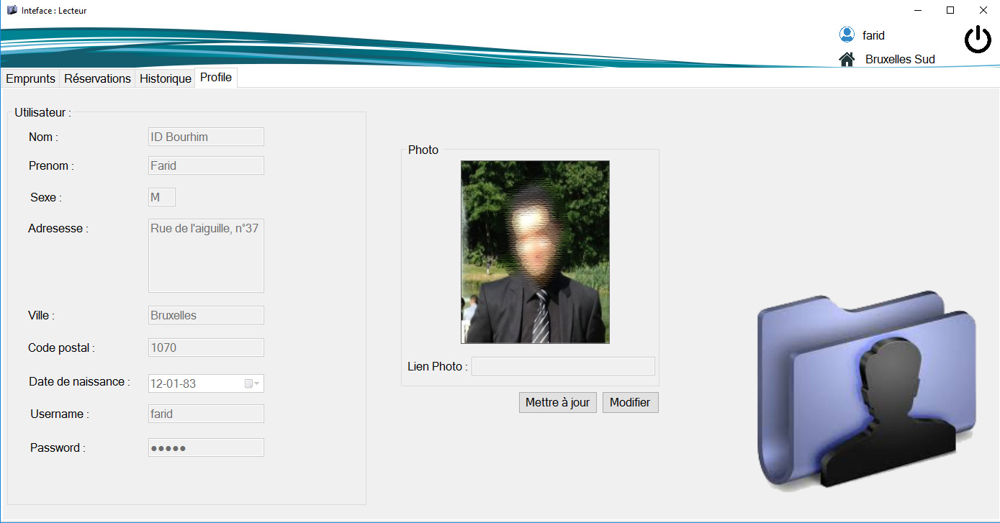 Inteface : Lecteur
farid
Bruxelles Sud
Emprunts Réservations Historique Profile
Utilisateur :
Nom : ID Bourhim
Prenom : Farid
Sexe : M
Adresesse : Rue de l'aiguille, n°37
Ville : Bruxelles
Code postal : 1070
Date de naissance : 12-01-83
Username : farid
Password : ●●●●●
Photo
Lien Photo :
Mettre à jour Modifier